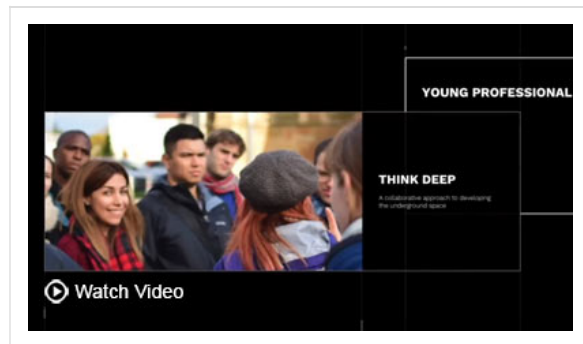 YOUNG PROFESSIONAL
THINK DEEP
A collaborative approach to developing
the underground space
Watch Video